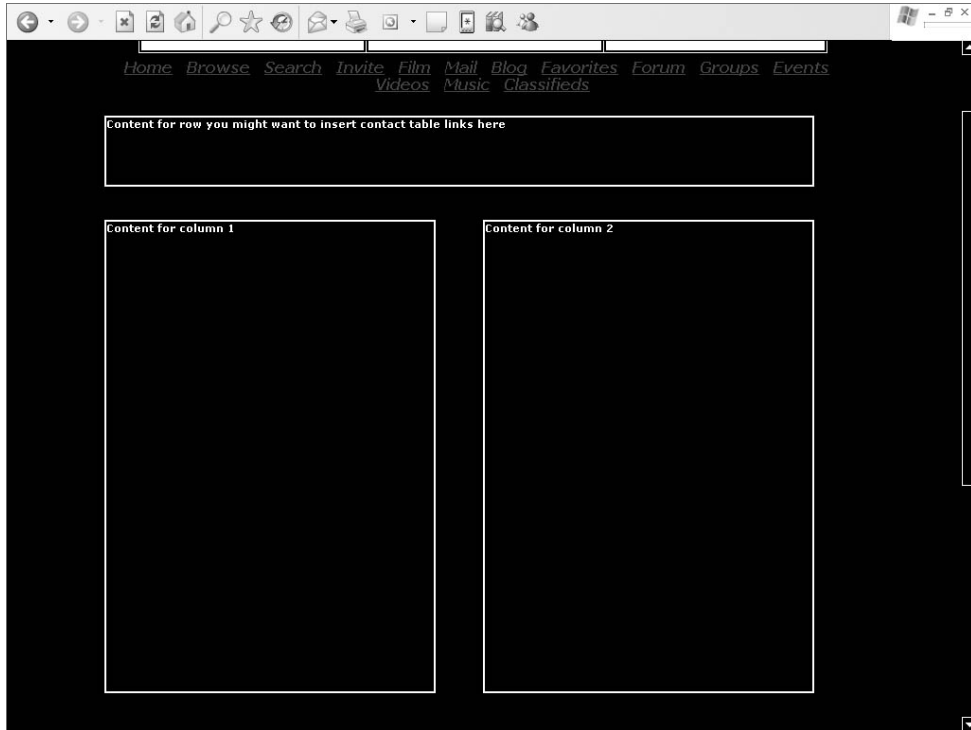 Home Browse Search Invite Film Mail Blog Favorites Forum Groups Events
Videos Music Classifieds
Content for row you might want to insert contact table links here
Content for column 1
Content for column 2